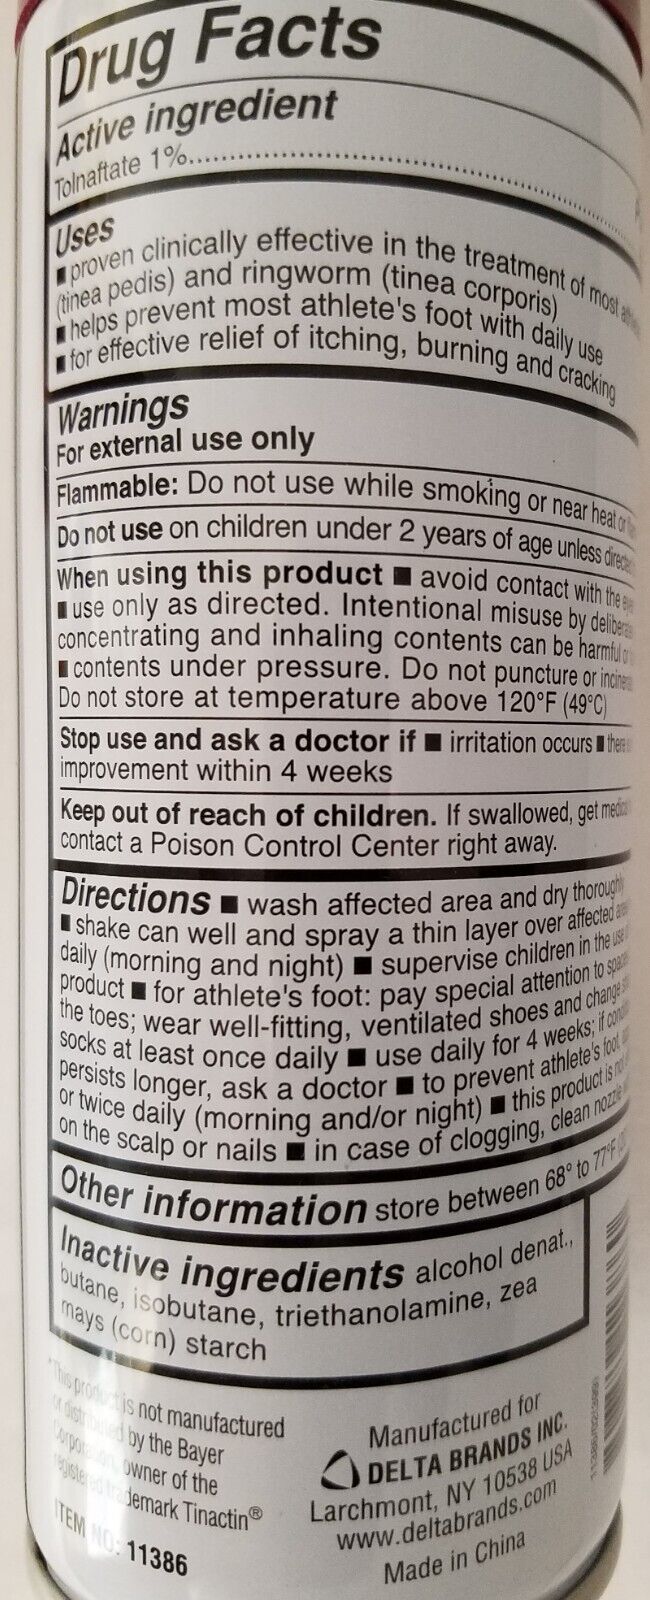 Drug Facts
Active ingredient
Tolnaftate 1%
Uses
■ proven clinically effective in the treatment of most
(tinea pedis) and ringworm (tinea corporis)
■ helps prevent most athlete's foot with daily use
■ for effective relief of itching, burning and cracking
Warnings
For external use only
Flammable: Do not use while smoking or near heat or
Do not use on children under 2 years of age unless
When using this product ■ avoid contact with the
■ use only as directed. Intentional misuse by
concentrating and inhaling contents can be harmful
■ contents under pressure. Do not puncture or
Do not store at temperature above 120°F (49°C)
Stop use and ask a doctor if ■ irritation occurs ■
improvement within 4 weeks
Keep out of reach of children. If swallowed, get
contact a Poison Control Center right away.
Directions ■ wash affected area and dry thoroughly
■ shake can well and spray a thin layer over affected
daily (morning and night) ■ supervise children in the
product ■ for athlete's foot: pay special attention to
the toes; wear well-fitting, ventilated shoes and change
socks at least once daily ■ use daily for 4 weeks; if
persists longer, ask a doctor ■ to prevent athlete's foot,
or twice daily (morning and/or night) ■ this product is
on the scalp or nails ■ in case of clogging, clean
Other information store between 68° to 77°F
Inactive ingredients alcohol denat.,
butane, isobutane, triethanolamine, zea
mays (corn) starch
*This product is not manufactured
or distributed by the Bayer
Corporation, owner of the
registered trademark Tinactin®
ITEM NO: 11386
Manufactured for
DELTA BRANDS INC.
Larchmont, NY 10538 USA
www.deltabrands.com
Made in China